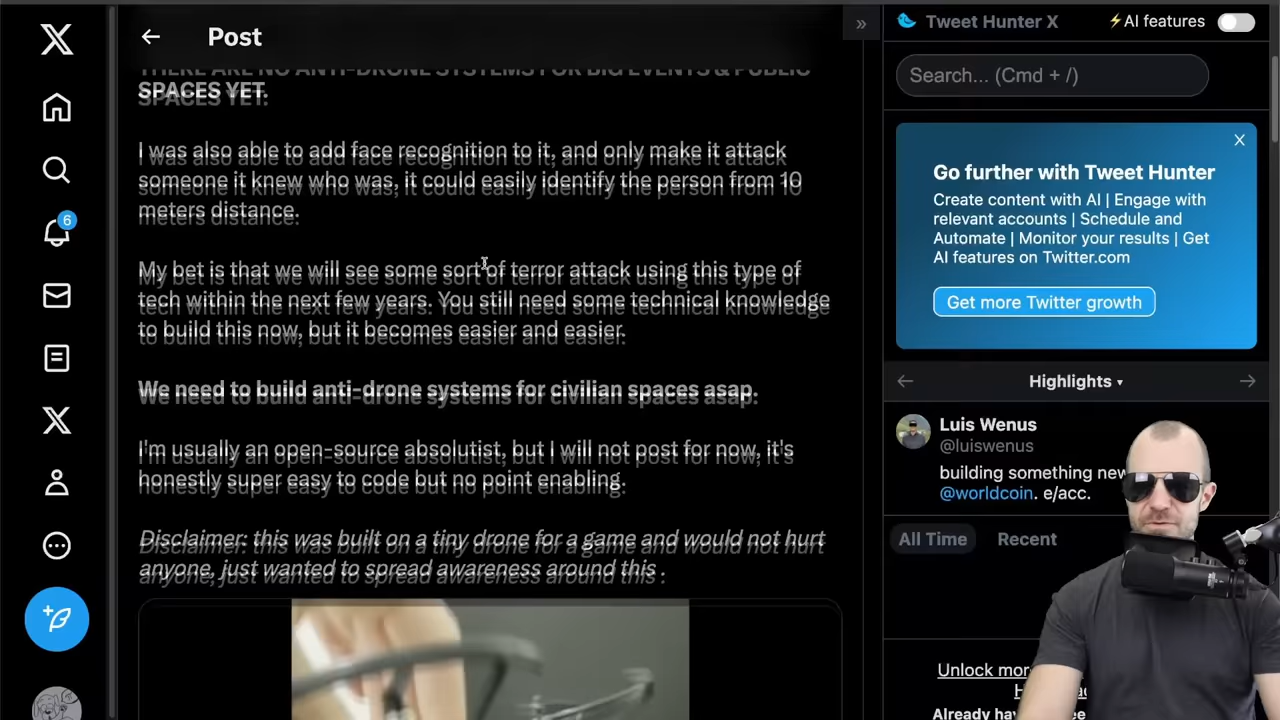 Post
»
Tweet Hunter X
⚡AI features
Search... (Cmd + /)
THERE ARE NO ANTI-DRONE SYSTEMS FOR BIG EVENTS & PUBLIC
SPACES YET.
I was also able to add face recognition to it, and only make it attack
someone it knew who was, it could easily identify the person from 10
meters distance.
My bet is that we will see some sort of terror attack using this type of
tech within the next few years. You still need some technical knowledge
to build this now, but it becomes easier and easier.
We need to build anti-drone systems for civilian spaces asap.
I'm usually an open-source absolutist, but I will not post for now, it's
honestly super easy to code but no point enabling.
Disclaimer: this was built on a tiny drone for a game and would not hurt
anyone, just wanted to spread awareness around this .
6
X
Go further with Tweet Hunter
Create content with AI | Engage with
relevant accounts | Schedule and
Automate | Monitor your results | Get
AI features on Twitter.com
Get more Twitter growth
Highlights ▾
Luis Wenus
@luiswenus
building something new
@worldcoin. e/acc.
All Time Recent
Unlock
Already